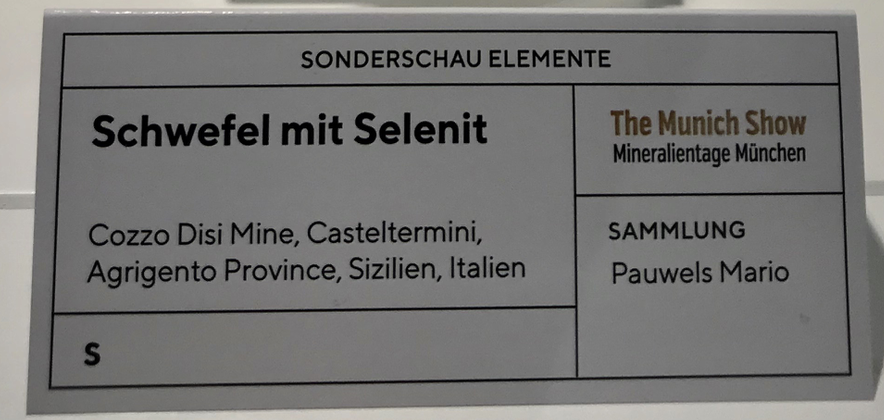 SONDERSCHAU ELEMENTE
Schwefel mit Selenit
Cozzo Disi Mine, Casteltermini,
Agrigento Province, Sizilien, Italien
S
The Munich Show
Mineralientage München
SAMMLUNG
Pauwels Mario